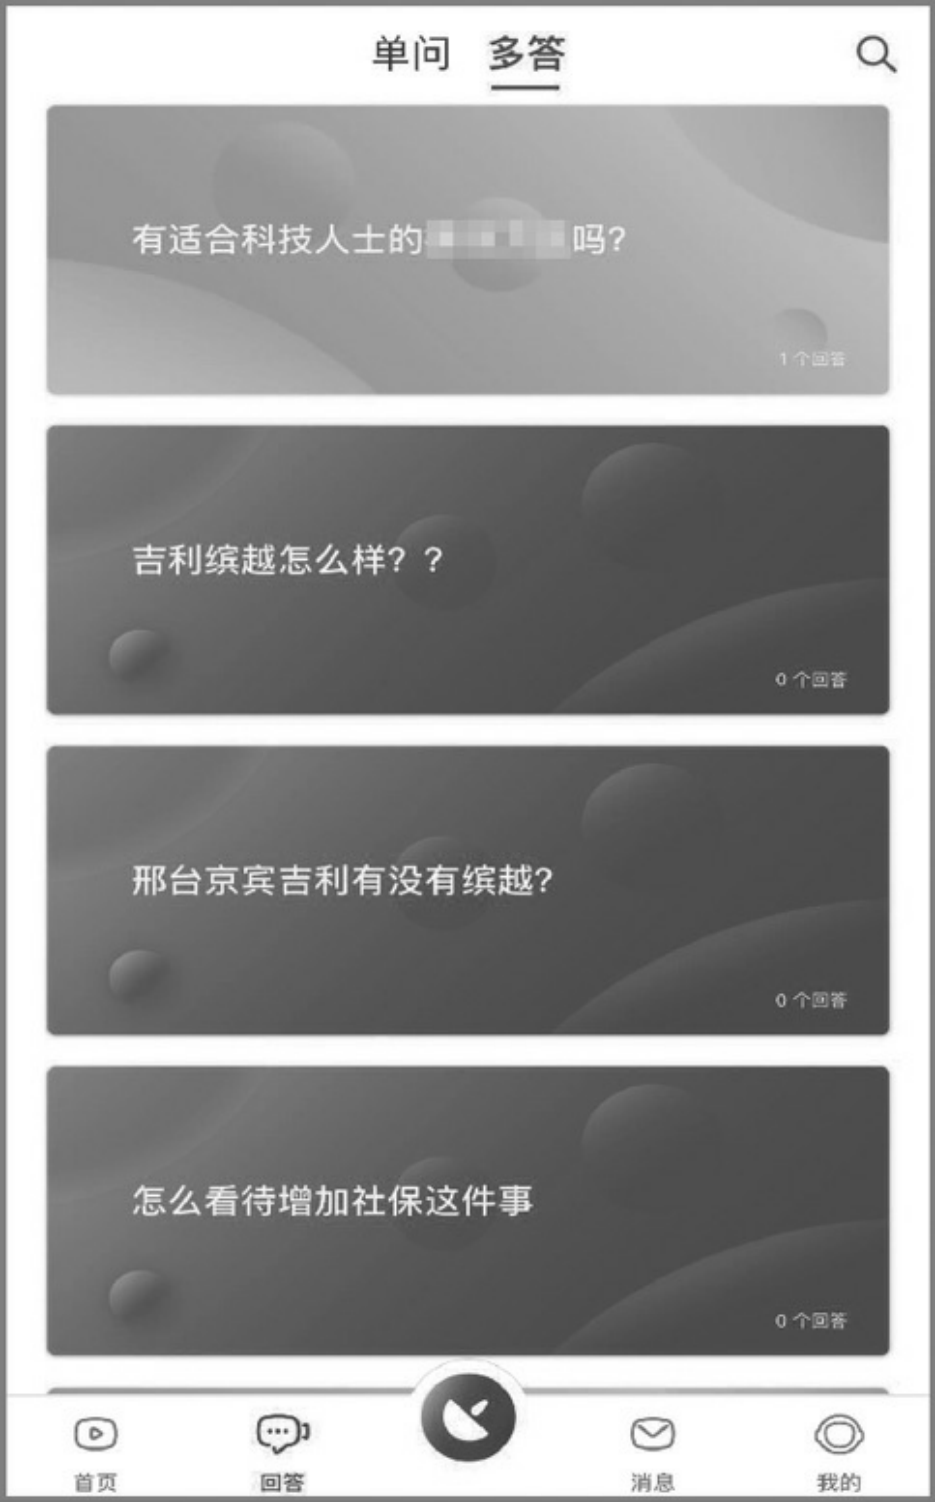 单问 多答
有适合科技人士的 吗?
1 个回答
吉利缤越怎么样? ?
0 个回答
邢台京宾吉利有没有缤越?
0 个回答
怎么看待增加社保这件事
0 个回答
首页 回答 消息 我的